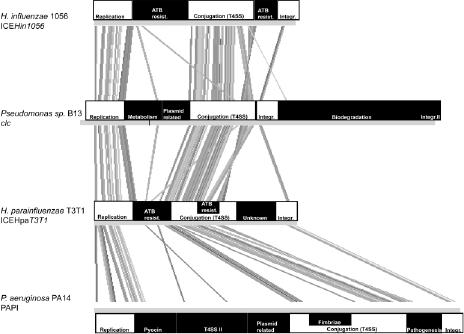 H. influenzae 1056
ICEHin1056
Replication
ATB
resist.
Conjugation (T4SS)
ATB
resist.
Integr.
Pseudomonas sp. B13
clc
Replication
Metabolism
Plasmid
related
Conjugation (T4SS)
Integr.
Biodegradation
Integr.II
H. parainfluenzae T3T1
ICEHpaT3T1
Replication
ATB
resist.
ATB
resist.
Conjugation (T4SS)
Unknown
Integr.
P. aeruginosa PA14
PAPI
Replication
Pyocin
T4SS II
Plasmid
related
Fimbriae
Conjugation (T4SS)
Pathogenesis
Integr.